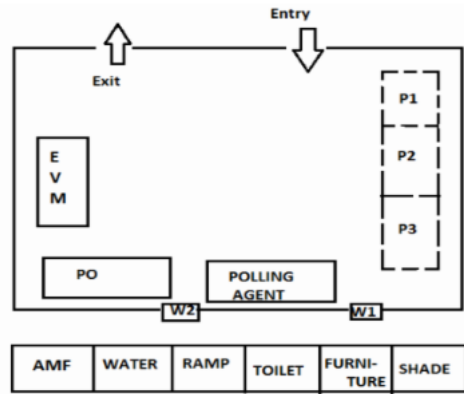 Entry
Exit
P1
P2
P3
E
V
M
PO
POLLING
AGENT
W2
W1
AMF
WATER
RAMP
TOILET
FURNI-
TURE
SHADE